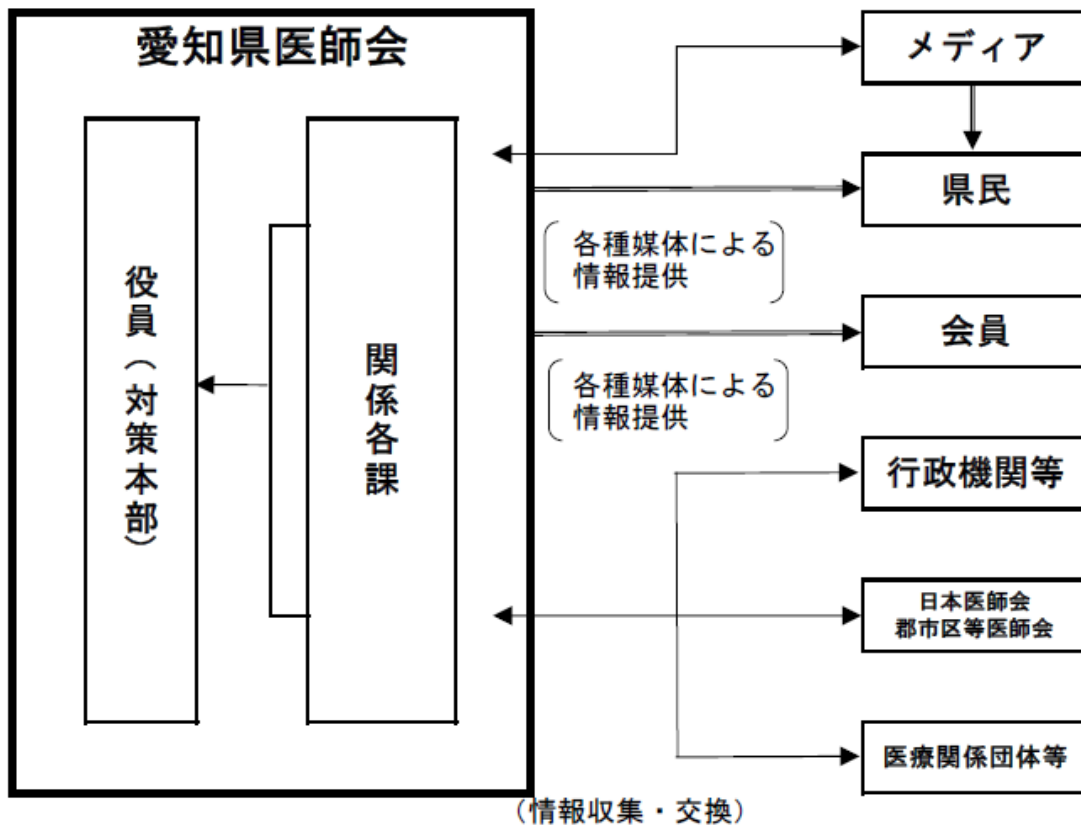 愛知県医師会
役員（対策本部）
関係各課
メディア
県民
各種媒体による
情報提供
会員
各種媒体による
情報提供
行政機関等
日本医師会
郡市区等医師会
医療関係団体等
（情報収集・交換）